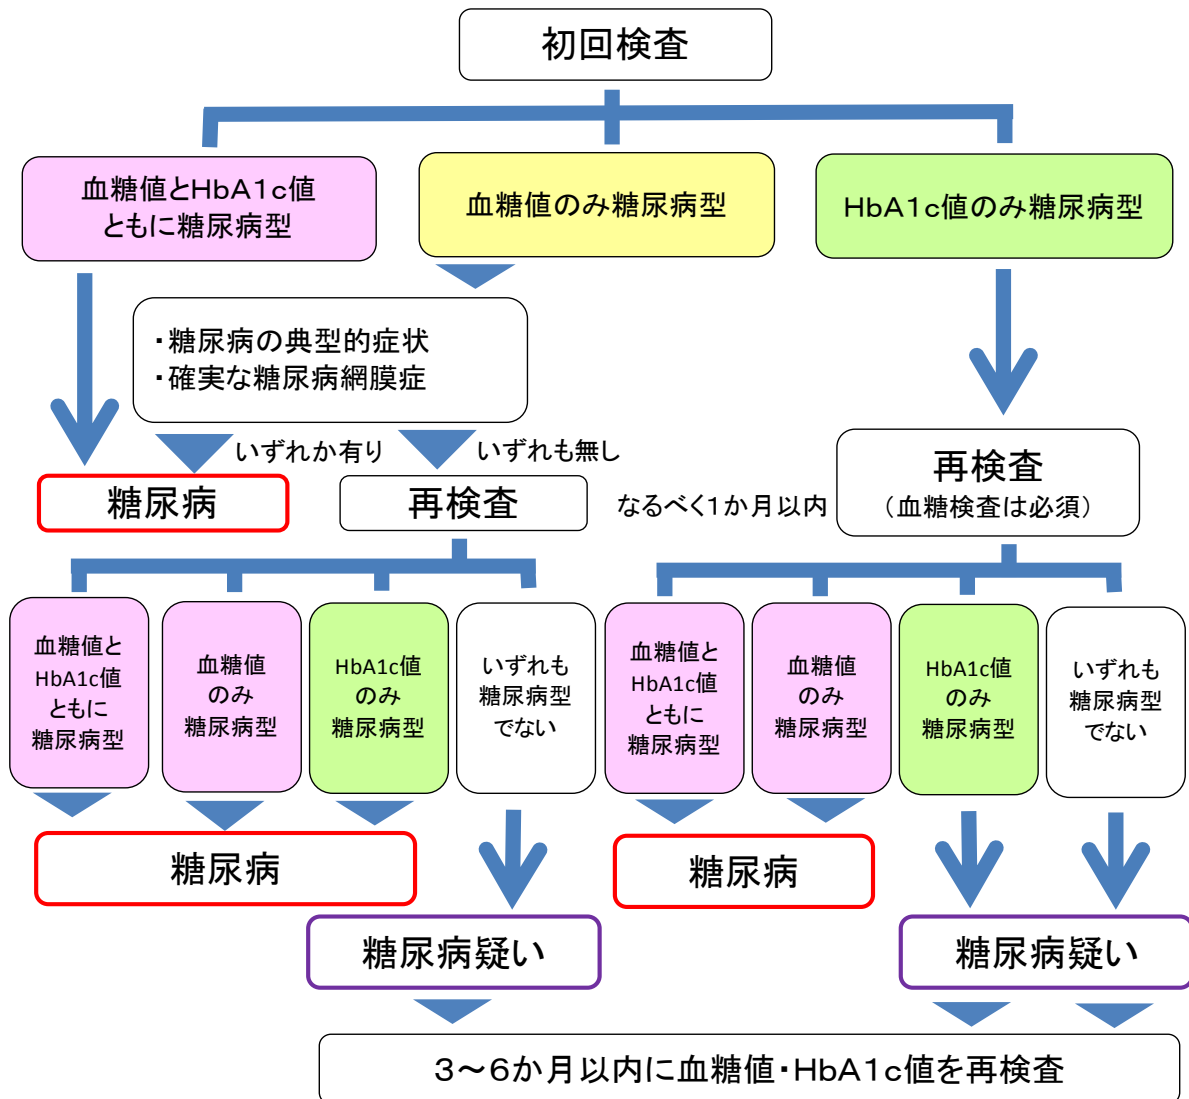 初回検査
血糖値とHbA1c値
ともに糖尿病型
血糖値のみ糖尿病型
HbA1c値のみ糖尿病型
・糖尿病の典型的症状
・確実な糖尿病網膜症
いずれか有り
いずれも無し
糖尿病
再検査
なるべく1か月以内
再検査
(血糖検査は必須)
血糖値と
HbA1c値
ともに
糖尿病型
血糖値
のみ
糖尿病型
HbA1c値
のみ
糖尿病型
いずれも
糖尿病型
でない
血糖値と
HbA1c値
ともに
糖尿病型
血糖値
のみ
糖尿病型
HbA1c値
のみ
糖尿病型
いずれも
糖尿病型
でない
糖尿病
糖尿病
糖尿病疑い
糖尿病疑い
3～6か月以内に血糖値・HbA1c値を再検査